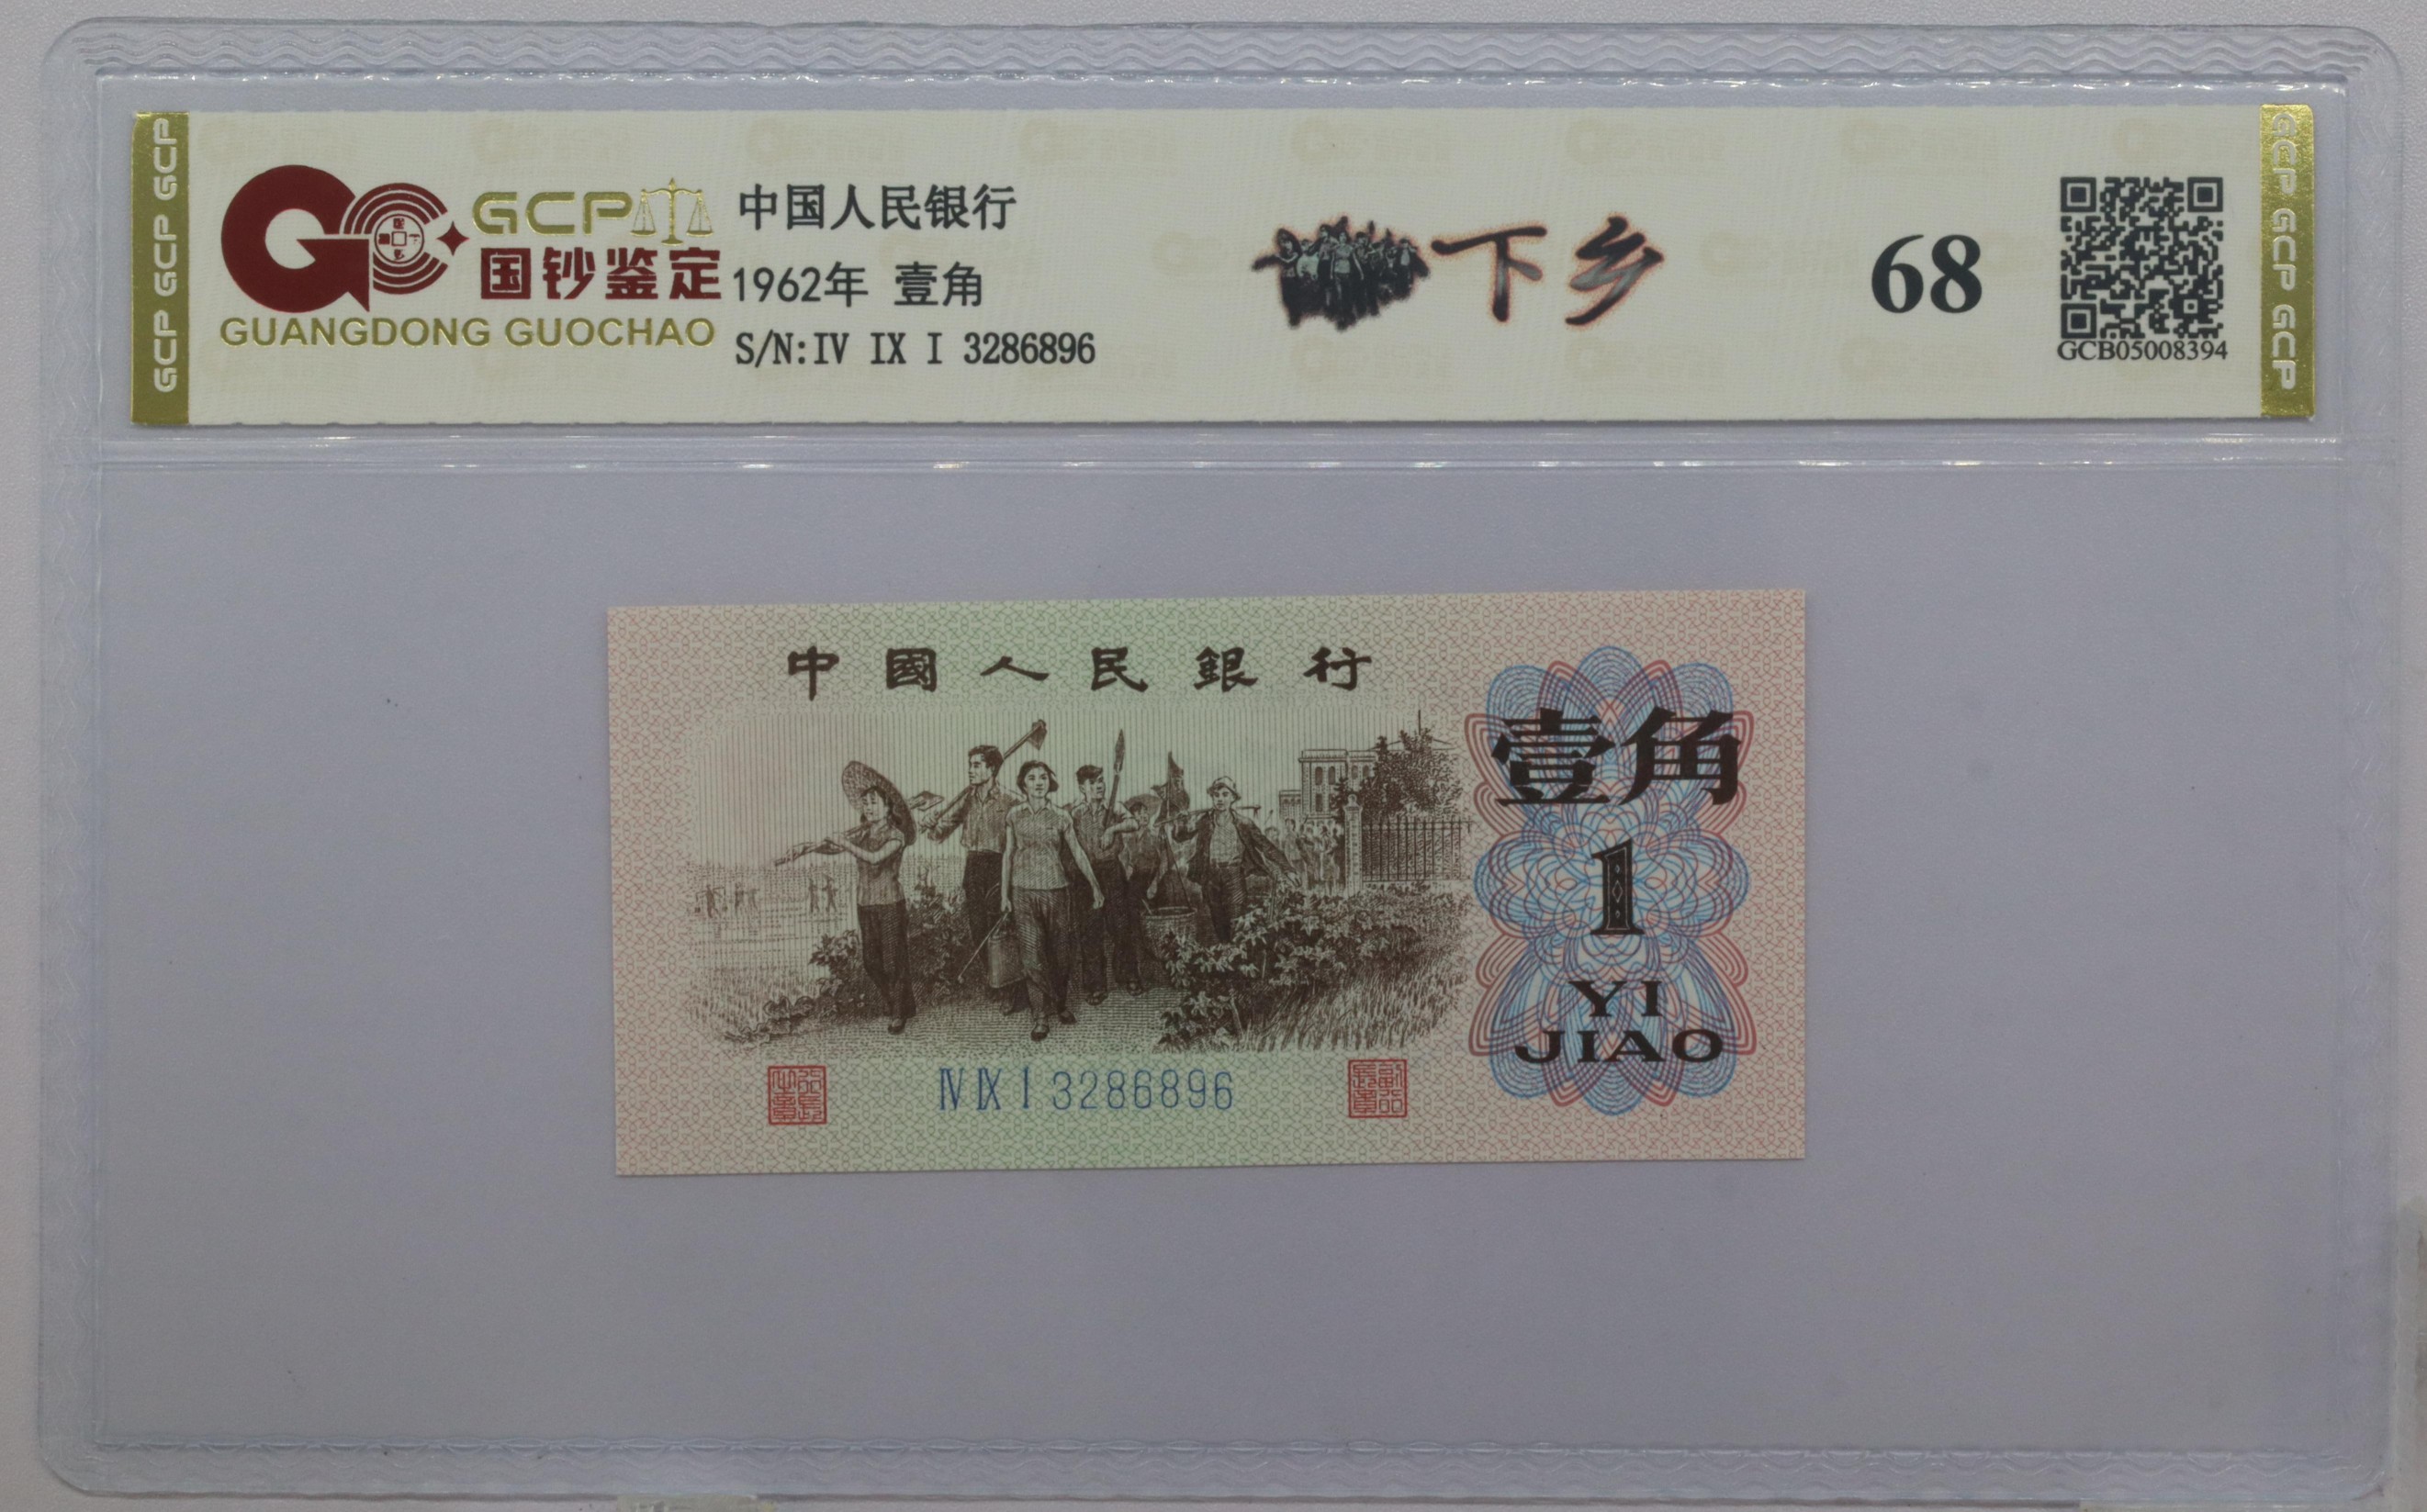 GCP GCP GCP
GCP
国钞鉴定
GUANGDONG GUOCHAO
中国人民银行
1962年 壹角
S/N:IV IX I 3286896
下乡
68
GCB05008394
GCP GCP GCP
中國人民銀行
壹角
1
YI
JIAO
Ⅳ Ⅸ Ⅰ 3286896